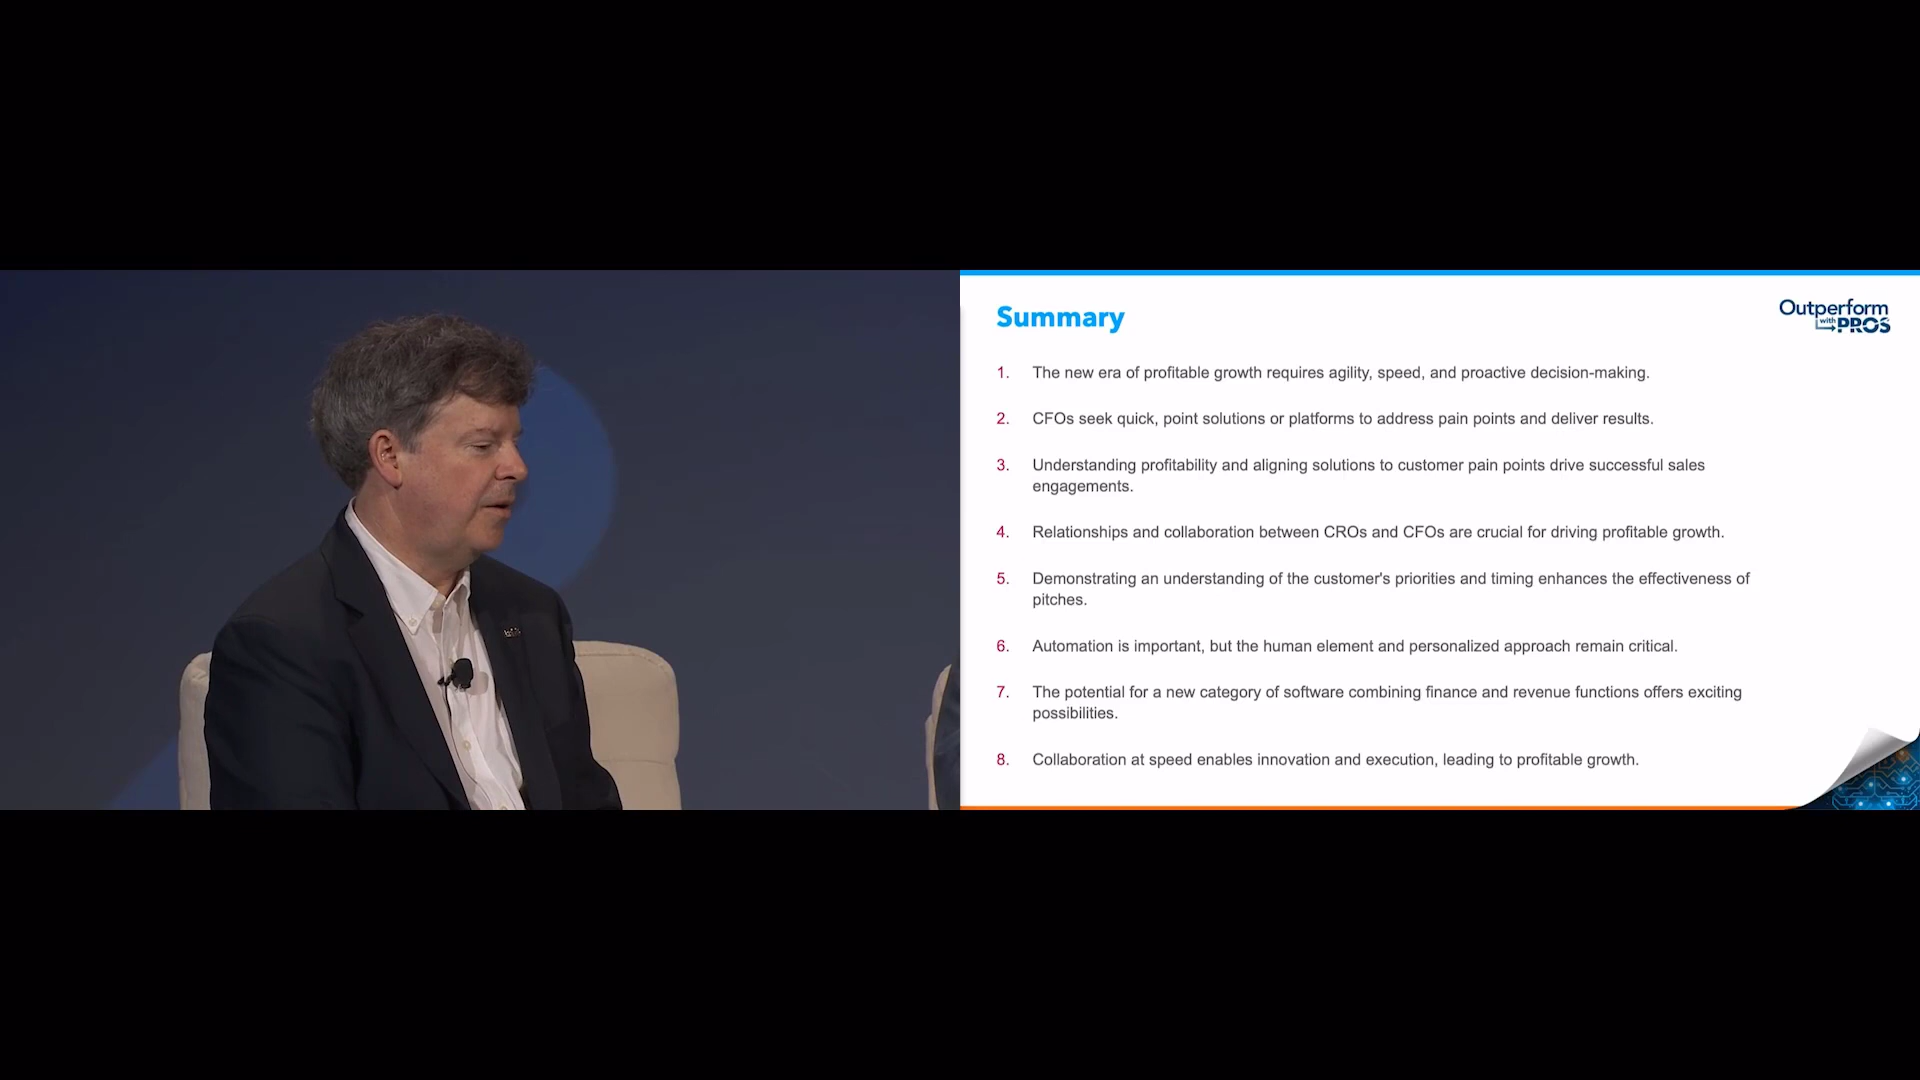 Summary
Outperform
with PROS
1. The new era of profitable growth requires agility, speed, and proactive decision-making.
2. CFOs seek quick, point solutions or platforms to address pain points and deliver results.
3. Understanding profitability and aligning solutions to customer pain points drive successful sales
engagements.
4. Relationships and collaboration between CROs and CFOs are crucial for driving profitable growth.
5. Demonstrating an understanding of the customer's priorities and timing enhances the effectiveness of
pitches.
6. Automation is important, but the human element and personalized approach remain critical.
7. The potential for a new category of software combining finance and revenue functions offers exciting
possibilities.
8. Collaboration at speed enables innovation and execution, leading to profitable growth.